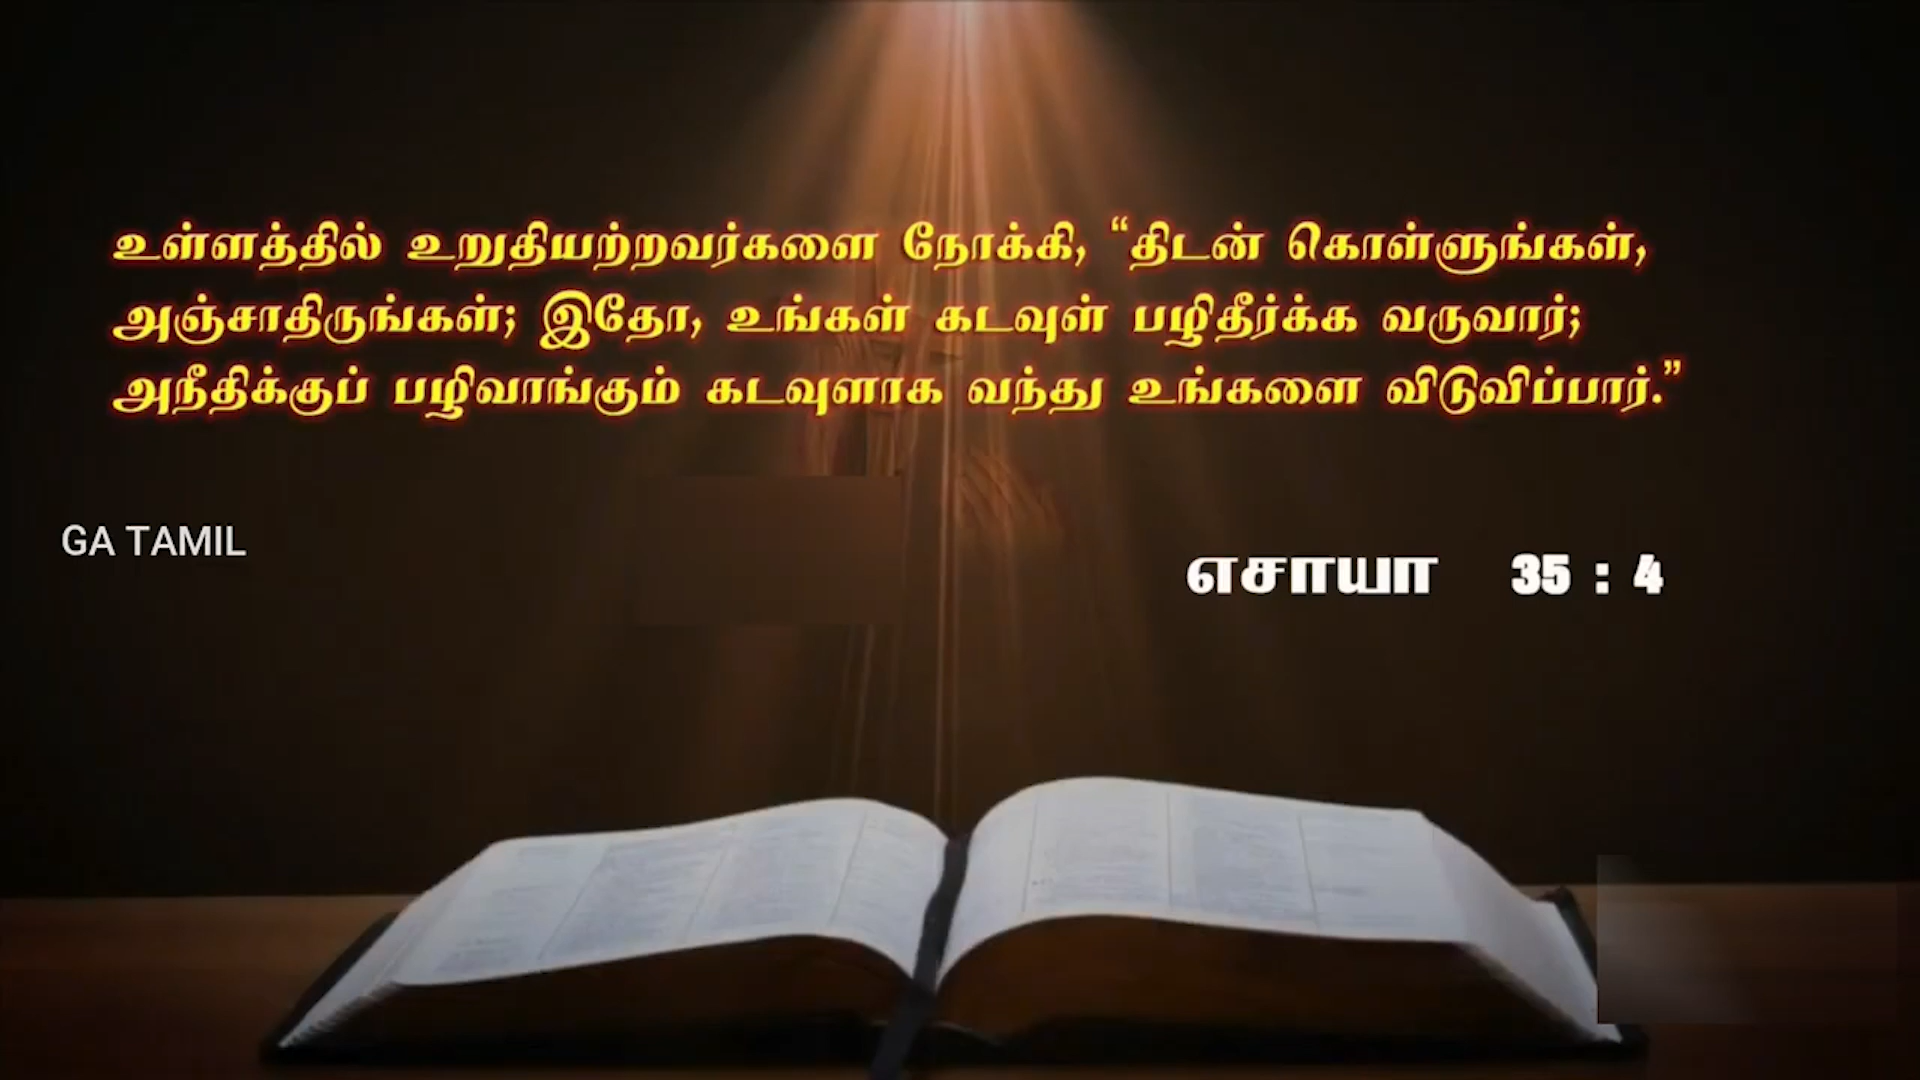 உள்ளத்தில் உறுதியற்றவர்களை நோக்கி, “திடன் கொள்ளுங்கள்,
அஞ்சாதிருங்கள்; இதோ, உங்கள் கடவுள் பழிதீர்க்க வருவார்;
அநீதிக்குப் பழிவாங்கும் கடவுளாக வந்து உங்களை விடுவிப்பார்.”
GA TAMIL
எசாயா 35 : 4